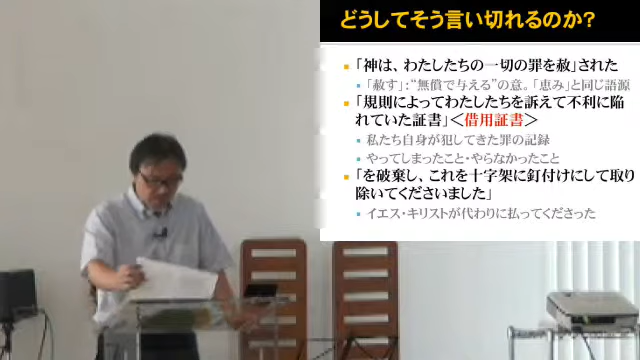 どうしてそう言い切れるのか?
「神は、わたしたちの一切の罪を赦」された
「赦す」:“無償で与える”の意。「恵み」と同じ語源
「規則によってわたしたちを訴えて不利に陥
れていた証書」<借用証書>
私たち自身が犯してきた罪の記録
やってしまったこと・やらなかったこと
「を破棄し、これを十字架に釘付けにして取り
除いてくださいました」
イエス・キリストが代わりに払ってくださった